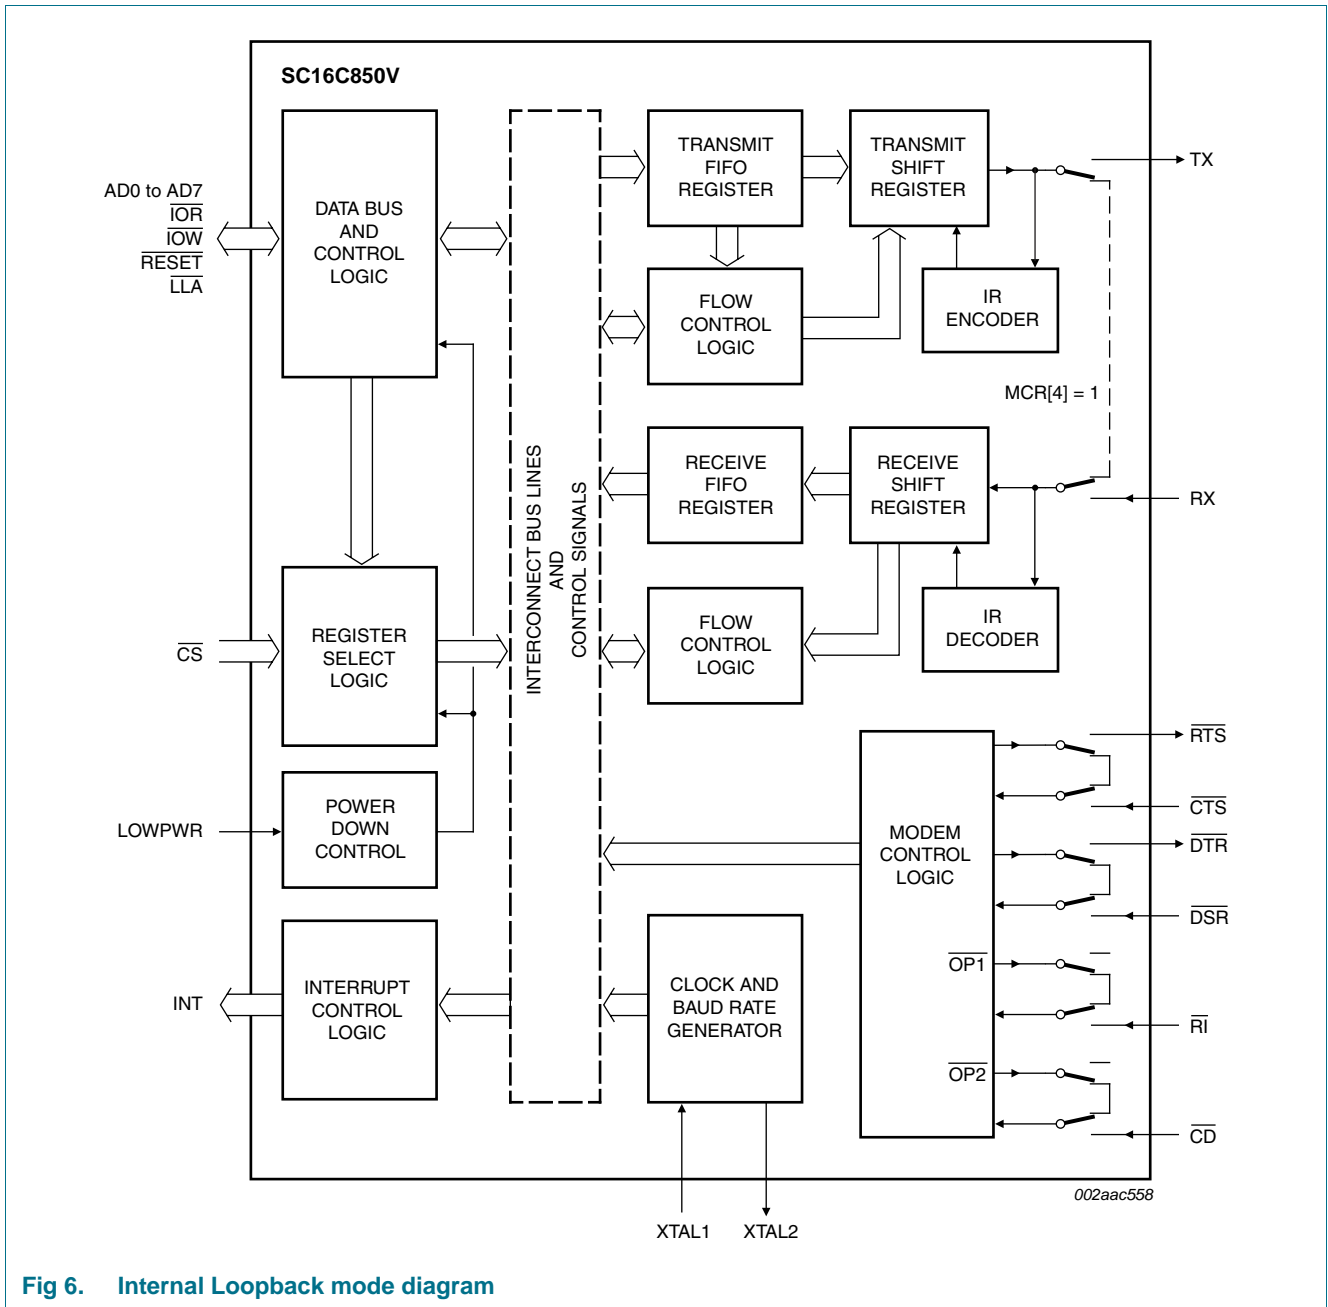 SC16C850V
AD0 to AD7
IOR
IOW
RESET
LLA
DATA BUS
AND
CONTROL
LOGIC
TRANSMIT
FIFO
REGISTER
TRANSMIT
SHIFT
REGISTER
TX
FLOW
CONTROL
LOGIC
IR
ENCODER
MCR[4] = 1
INTERCONNECT BUS LINES
AND
CONTROL SIGNALS
RECEIVE
FIFO
REGISTER
RECEIVE
SHIFT
REGISTER
RX
CS
REGISTER
SELECT
LOGIC
FLOW
CONTROL
LOGIC
IR
DECODER
LOWPWR
POWER
DOWN
CONTROL
MODEM
CONTROL
LOGIC
RTS
CTS
DTR
DSR
OP1
RI
OP2
CD
INT
INTERRUPT
CONTROL
LOGIC
CLOCK AND
BAUD RATE
GENERATOR
XTAL1
XTAL2
002aac558
Fig 6. Internal Loopback mode diagram